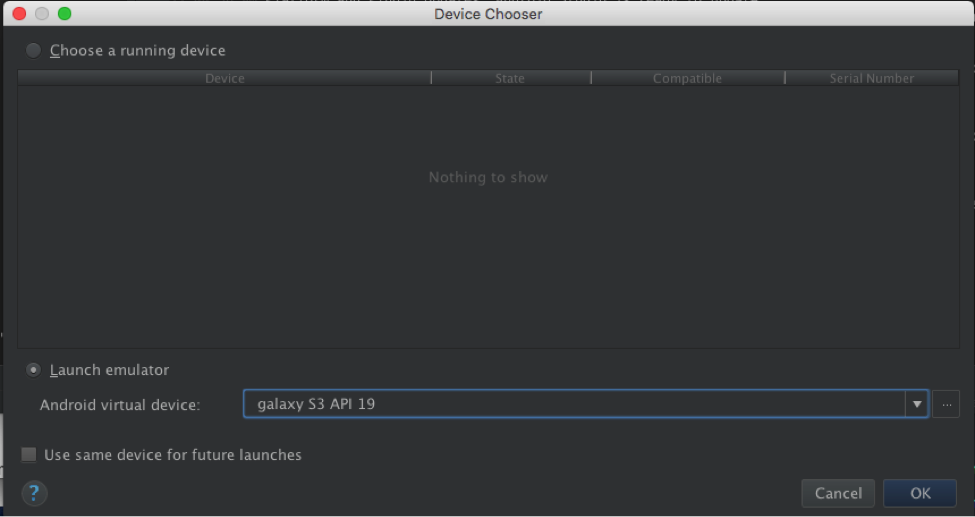 Device Chooser
Choose a running device
Device State Compatible Serial Number
Nothing to show
Launch emulator
Android virtual device: galaxy S3 API 19 ...
Use same device for future launches
? Cancel OK